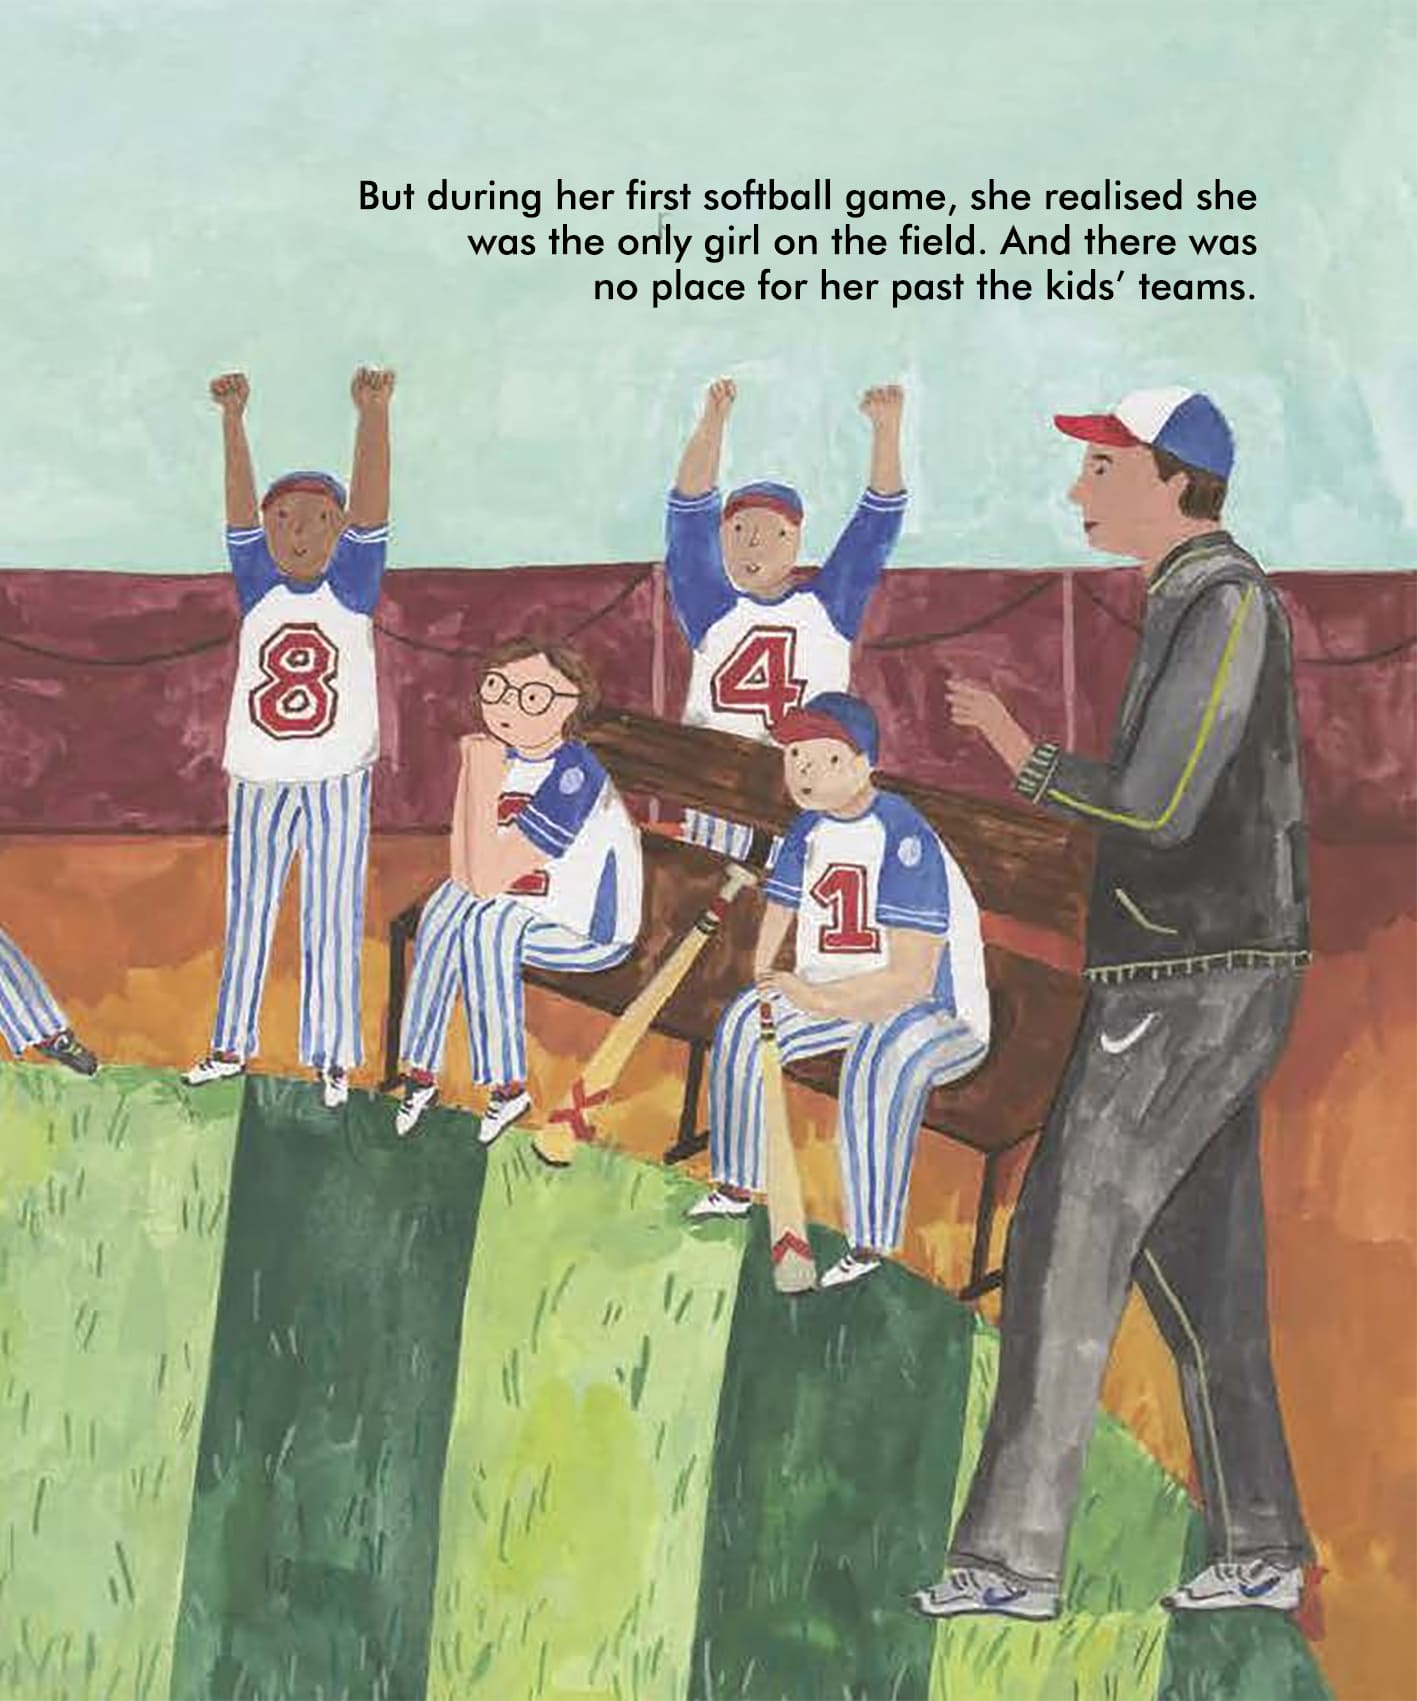 But during her first softball game, she realised she
was the only girl on the field. And there was
no place for her past the kids’ teams.
8
4
1